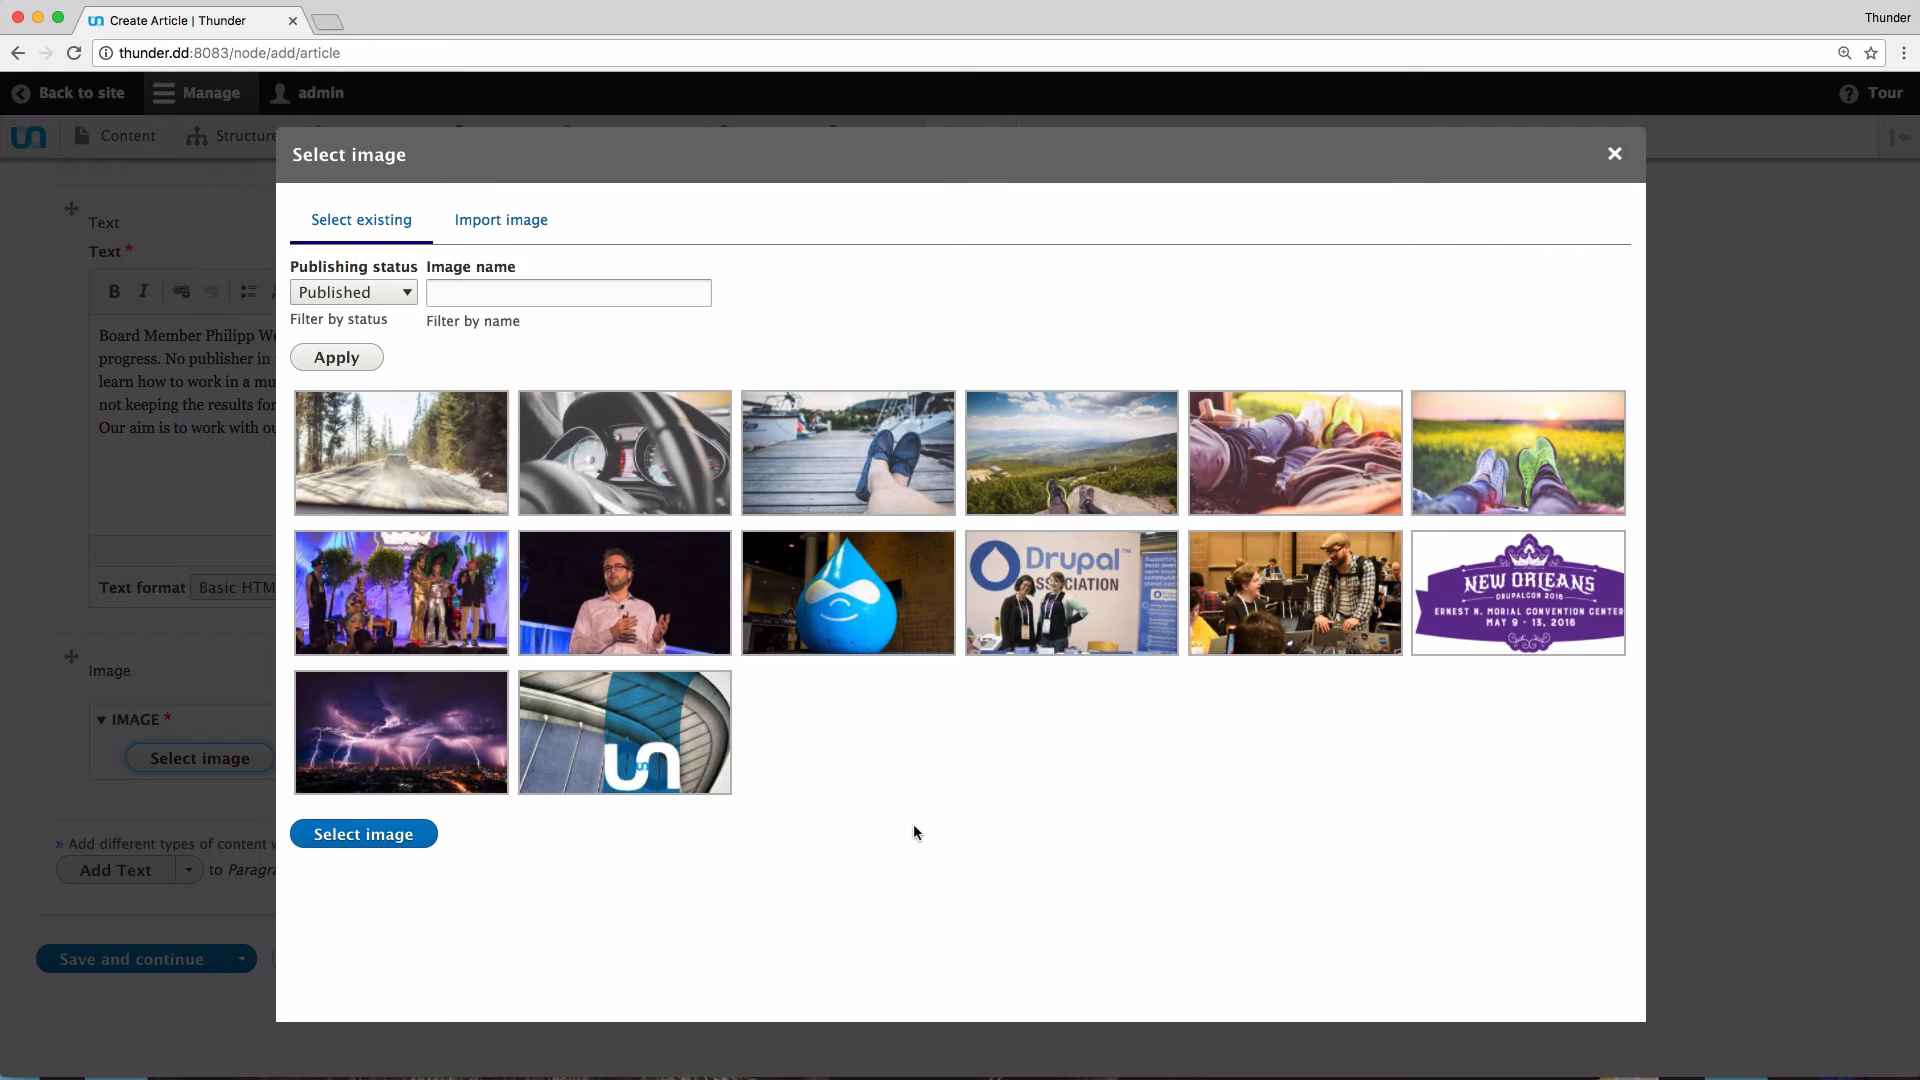 Create Article | Thunder
Thunder
thunder.dd:8083/node/add/article
Back to site
Manage
admin
Tour
Content
Structure
Select image
Select existing
Import image
Publishing status
Image name
Published
Filter by status
Filter by name
Apply
Text
Text *
B I
Board Member Philipp We
progress. No publisher in
learn how to work in a mu
not keeping the results for
Our aim is to work with ou
Text format Basic HTM
Drupal™
ASSOCIATION
Supporting
NEW ORLEANS
DRUPALCON 2016
ERNEST N. MORIAL CONVENTION CENTER
MAY 9 - 13, 2016
Image
IMAGE *
Select image
Select image
» Add different types of content
Add Text
to Paragra
Save and continue